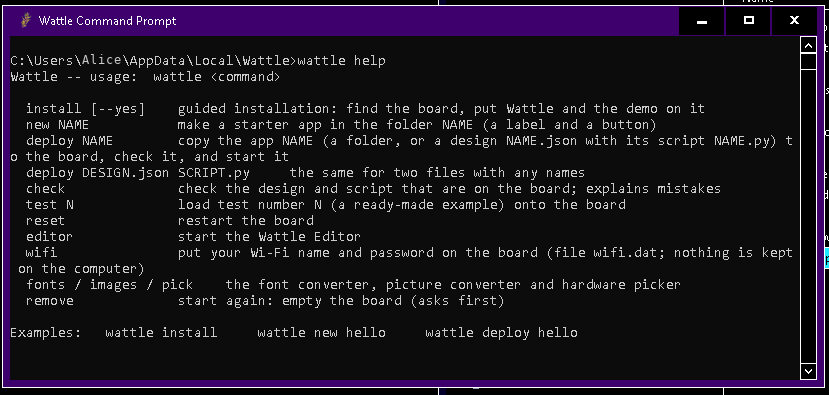 Wattle Command Prompt
C:\Users\Alice\AppData\Local\Wattle>wattle help
Wattle -- usage:  wattle <command>
install [--yes]    guided installation: find the board, put Wattle and the demo on it
new NAME           make a starter app in the folder NAME (a label and a button)
deploy NAME        copy the app NAME (a folder, or a design NAME.json with its script NAME.py) t
o the board, check it, and start it
deploy DESIGN.json SCRIPT.py     the same for two files with any names
check              check the design and script that are on the board; explains mistakes
test N             load test number N (a ready-made example) onto the board
reset              restart the board
editor             start the Wattle Editor
wifi               put your Wi-Fi name and password on the board (file wifi.dat; nothing is kept
on the computer)
fonts / images / pick    the font converter, picture converter and hardware picker
remove             start again: empty the board (asks first)
Examples:   wattle install     wattle new hello     wattle deploy hello